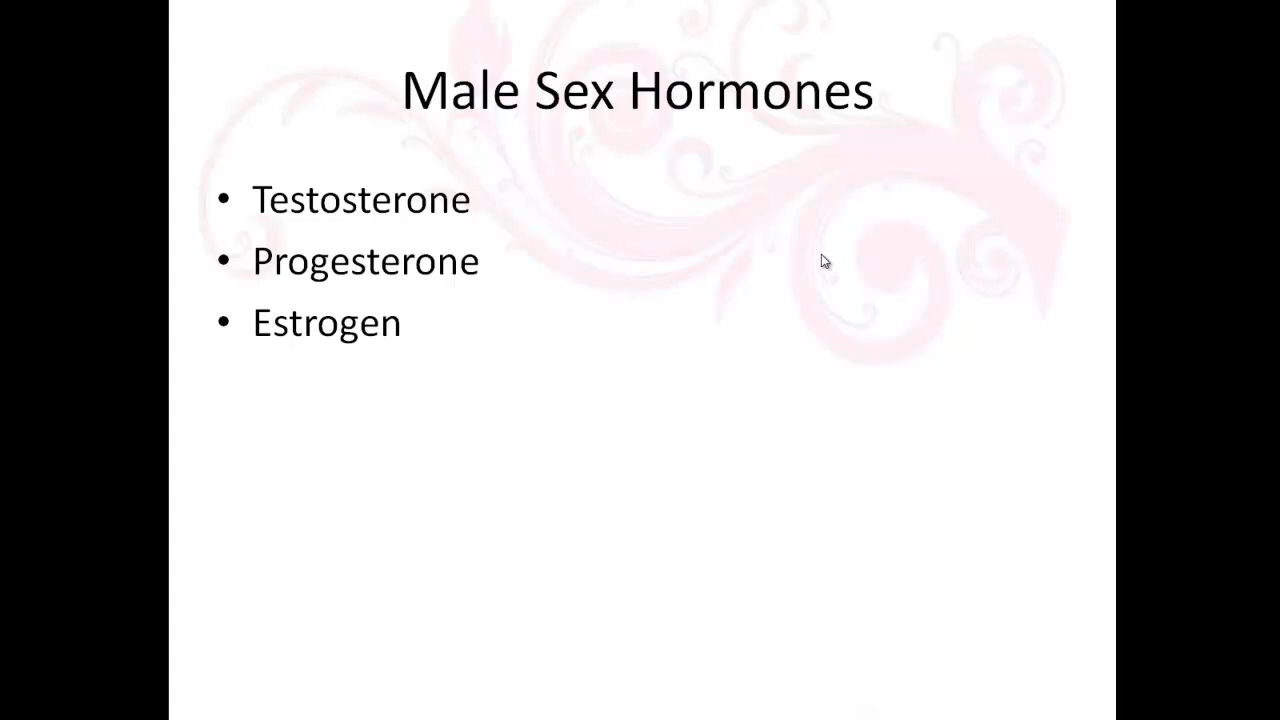 Male Sex Hormones
• Testosterone
• Progesterone
• Estrogen